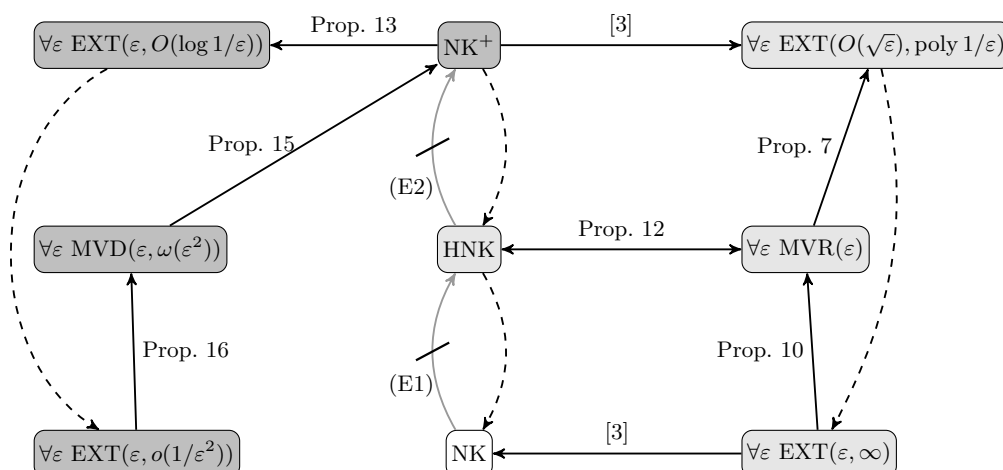 ∀ε EXT(ε, O(log 1/ε))
Prop. 13
NK⁺
[3]
∀ε EXT(O(√ε), poly 1/ε)
Prop. 15
Prop. 7
(E2)
∀ε MVD(ε, ω(ε²))
HNK
Prop. 12
∀ε MVR(ε)
Prop. 16
Prop. 10
(E1)
∀ε EXT(ε, o(1/ε²))
NK
[3]
∀ε EXT(ε, ∞)